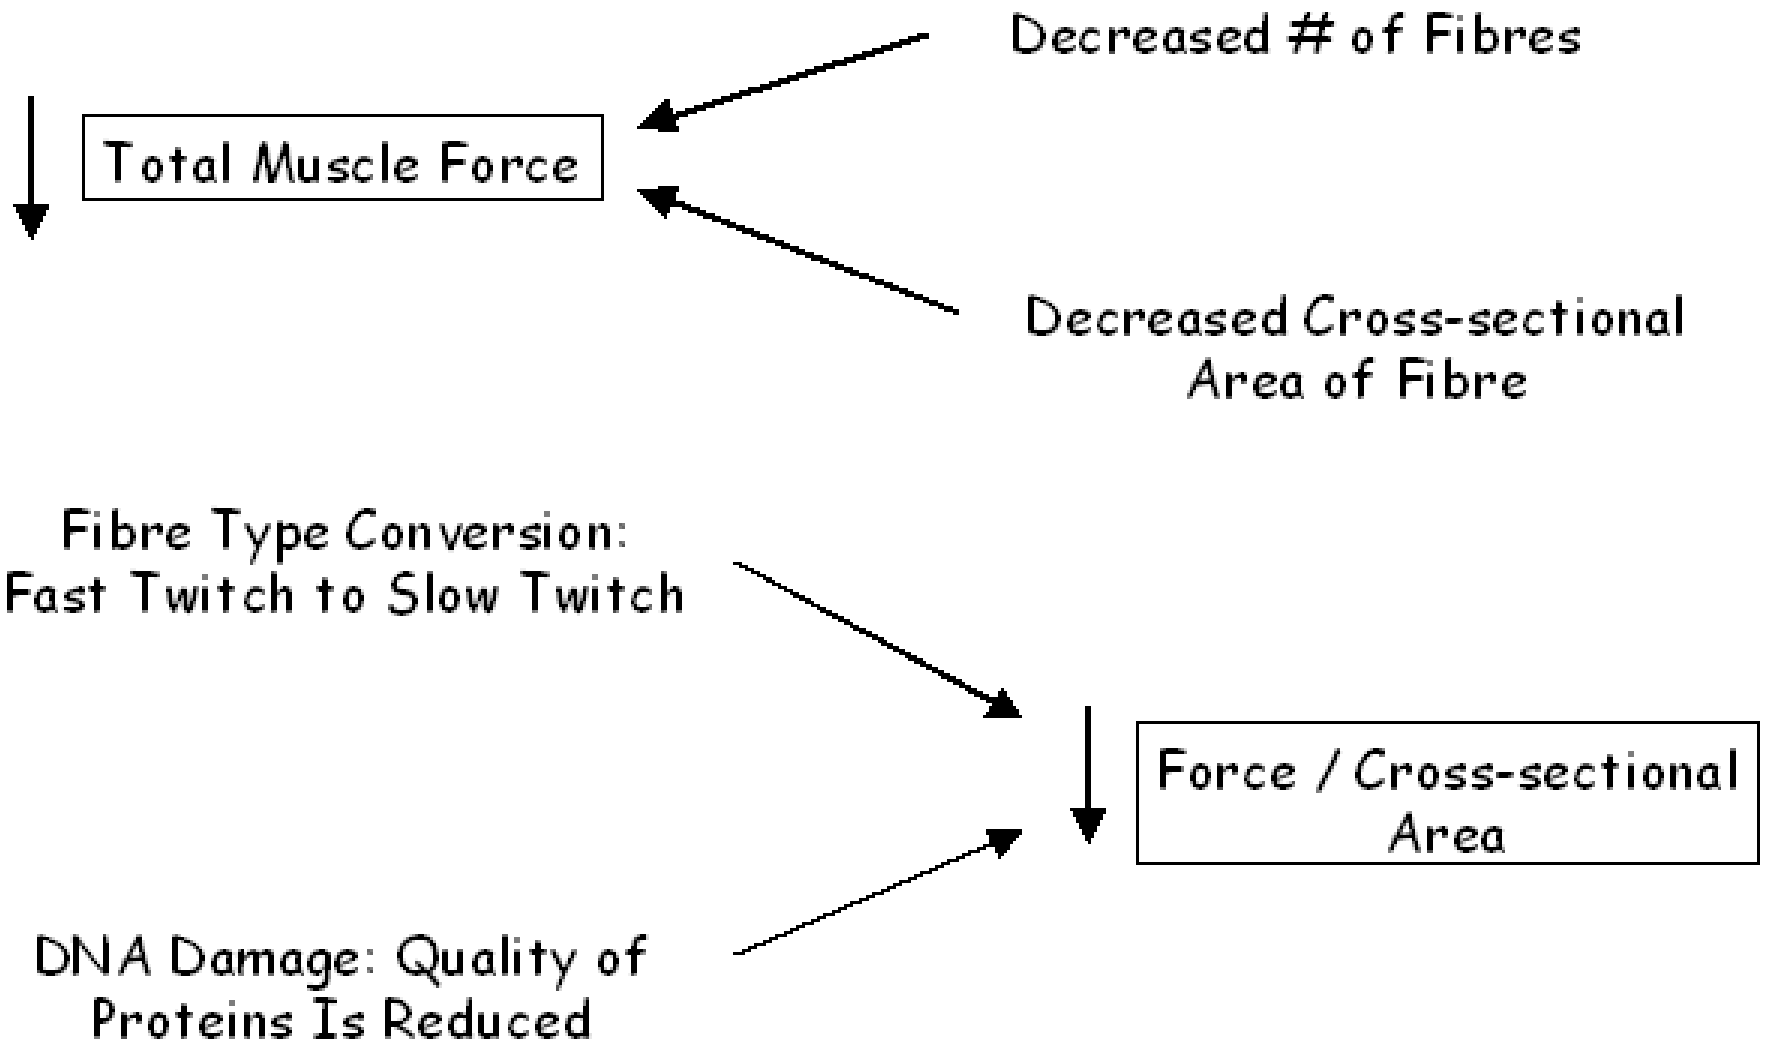 Decreased # of Fibres
Total Muscle Force
Decreased Cross-sectional
Area of Fibre
Fibre Type Conversion:
Fast Twitch to Slow Twitch
Force / Cross-sectional
Area
DNA Damage: Quality of
Proteins Is Reduced